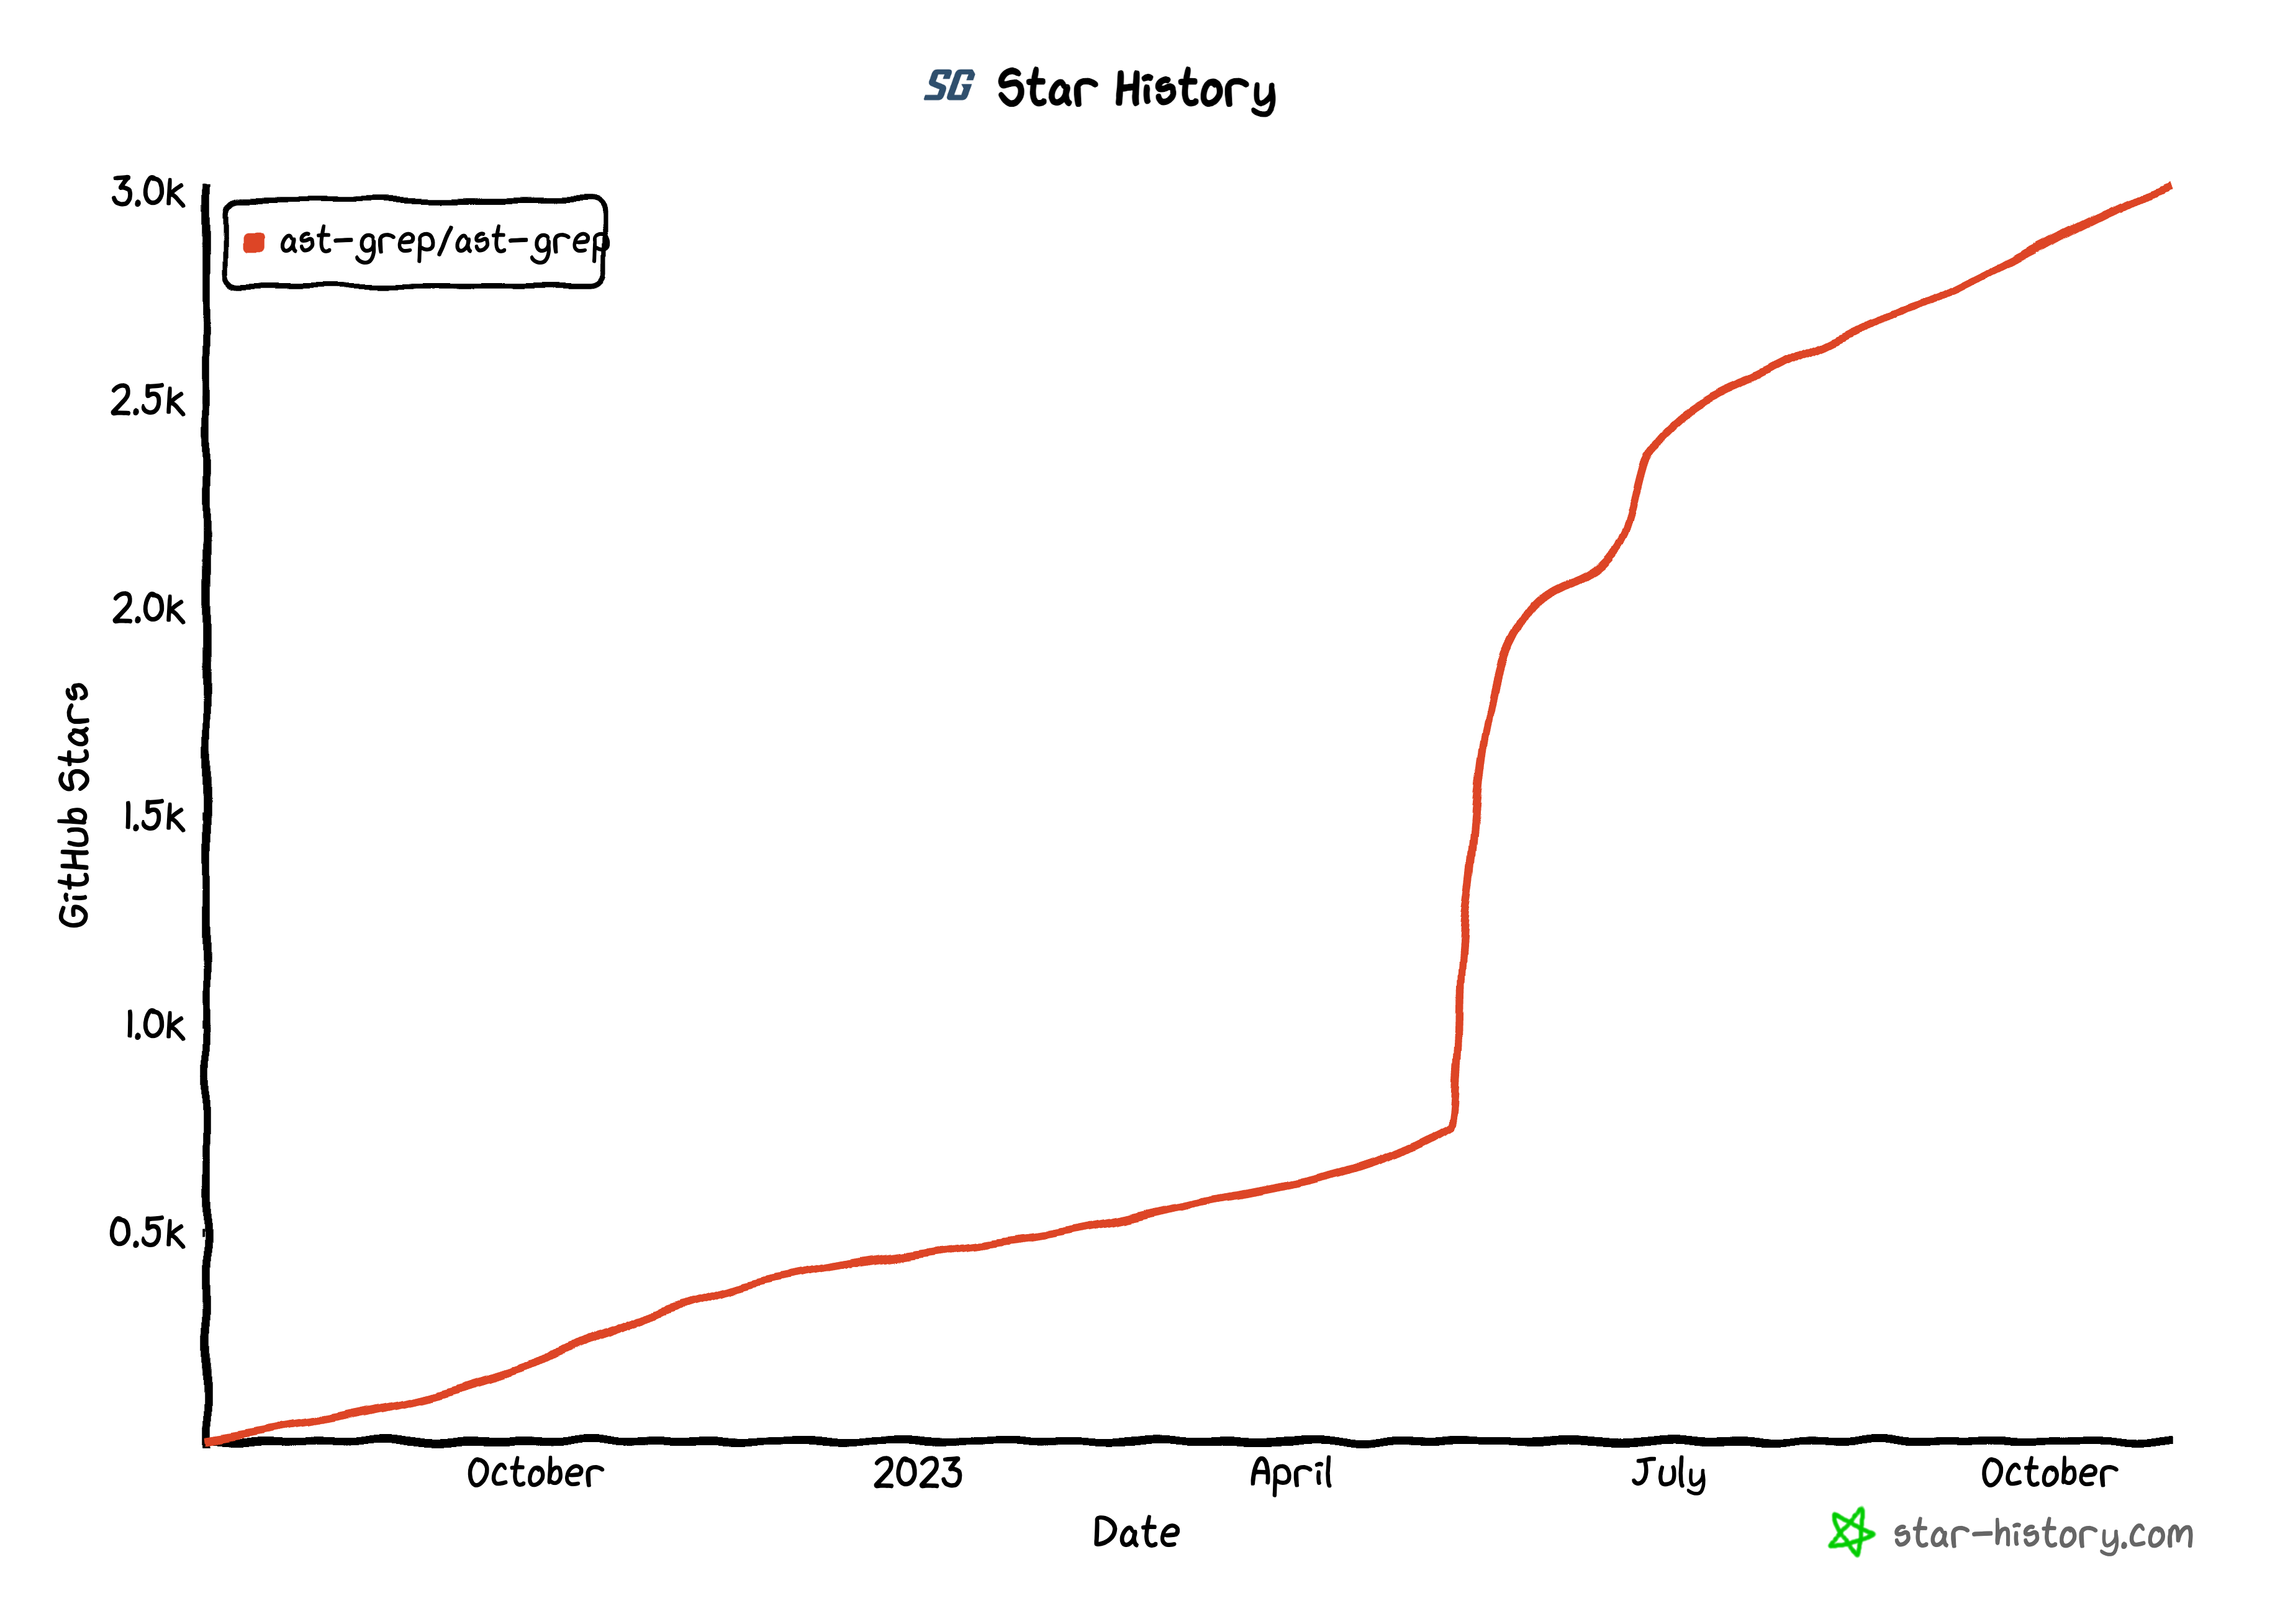 SG Star History
3.0K
ast-grep/ast-grep
2.5K
2.0K
1.5K
1.0K
0.5K
GitHub Stars
October 2023 April July October
Date
star-history.com